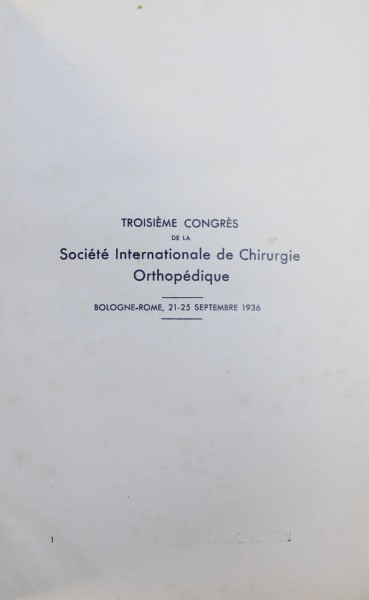 TROISIÈME CONGRÈS
DE LA
Société Internationale de Chirurgie
Orthopédique
BOLOGNE-ROME, 21-25 SEPTEMBRE 1936
1